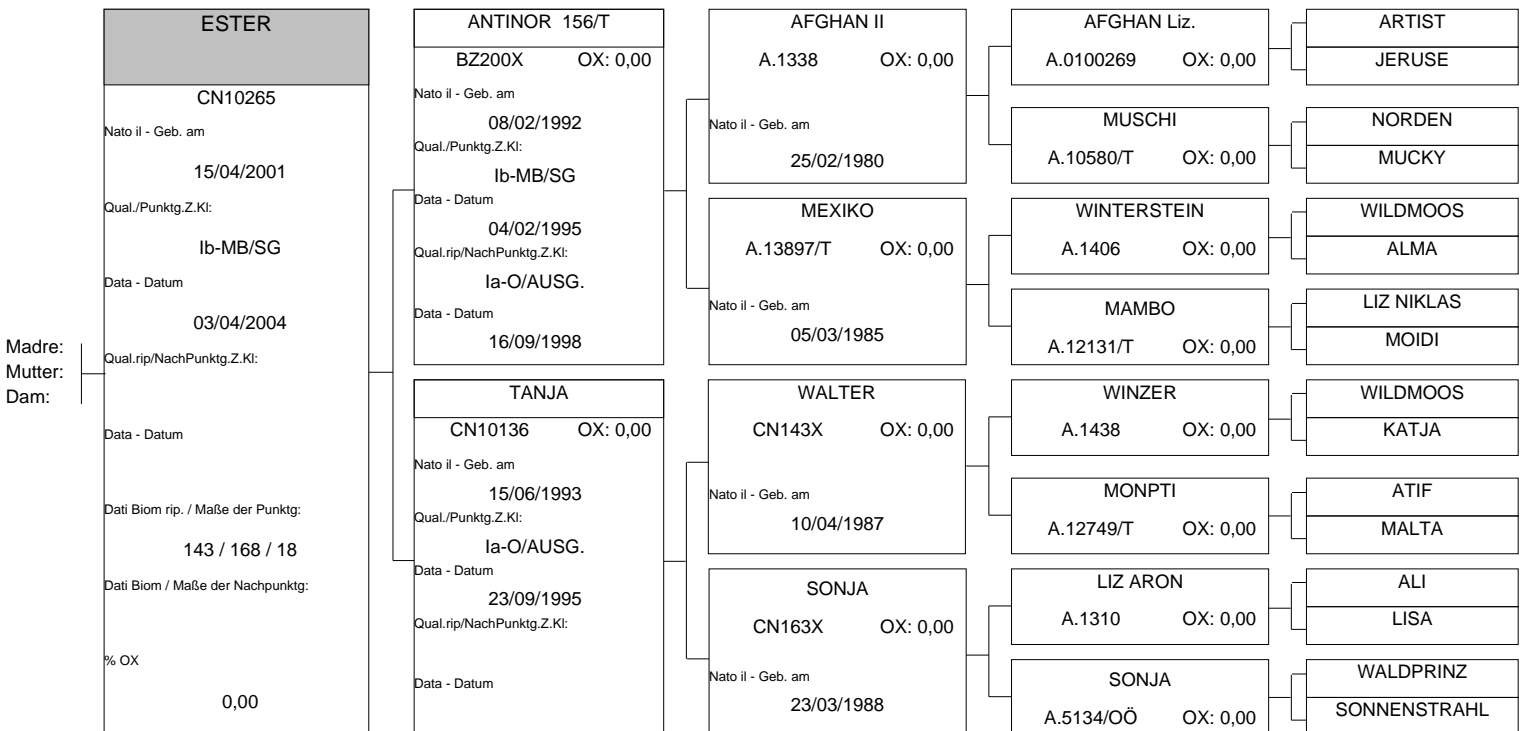 Madre:
Mutter:
Dam:
ESTER
CN10265
Nato il - Geb. am
15/04/2001
Qual./Punktg.Z.Kl:
Ib-MB/SG
Data - Datum
03/04/2004
Qual.rip/NachPunktg.Z.Kl:
Data - Datum
Dati Biom rip. / Maße der Punktg:
143 / 168 / 18
Dati Biom / Maße der Nachpunktg:
% OX
0,00
ANTINOR 156/T
BZ200X OX: 0,00
Nato il - Geb. am
08/02/1992
Qual./Punktg.Z.Kl:
Ib-MB/SG
Data - Datum
04/02/1995
Qual.rip/NachPunktg.Z.Kl:
Ia-O/AUSG.
Data - Datum
16/09/1998
TANJA
CN10136 OX: 0,00
Nato il - Geb. am
15/06/1993
Qual./Punktg.Z.Kl:
Ia-O/AUSG.
Data - Datum
23/09/1995
Qual.rip/NachPunktg.Z.Kl:
Data - Datum
AFGHAN II
A.1338 OX: 0,00
Nato il - Geb. am
25/02/1980
MEXIKO
A.13897/T OX: 0,00
Nato il - Geb. am
05/03/1985
WALTER
CN143X OX: 0,00
Nato il - Geb. am
10/04/1987
SONJA
CN163X OX: 0,00
Nato il - Geb. am
23/03/1988
AFGHAN Liz.
A.0100269 OX: 0,00
MUSCHI
A.10580/T OX: 0,00
WINTERSTEIN
A.1406 OX: 0,00
MAMBO
A.12131/T OX: 0,00
WINZER
A.1438 OX: 0,00
MONPTI
A.12749/T OX: 0,00
LIZ ARON
A.1310 OX: 0,00
SONJA
A.5134/OÖ OX: 0,00
ARTIST
JERUSE
NORDEN
MUCKY
WILDMOOS
ALMA
LIZ NIKLAS
MOIDI
WILDMOOS
KATJA
ATIF
MALTA
ALI
LISA
WALDPRINZ
SONNENSTRAHL